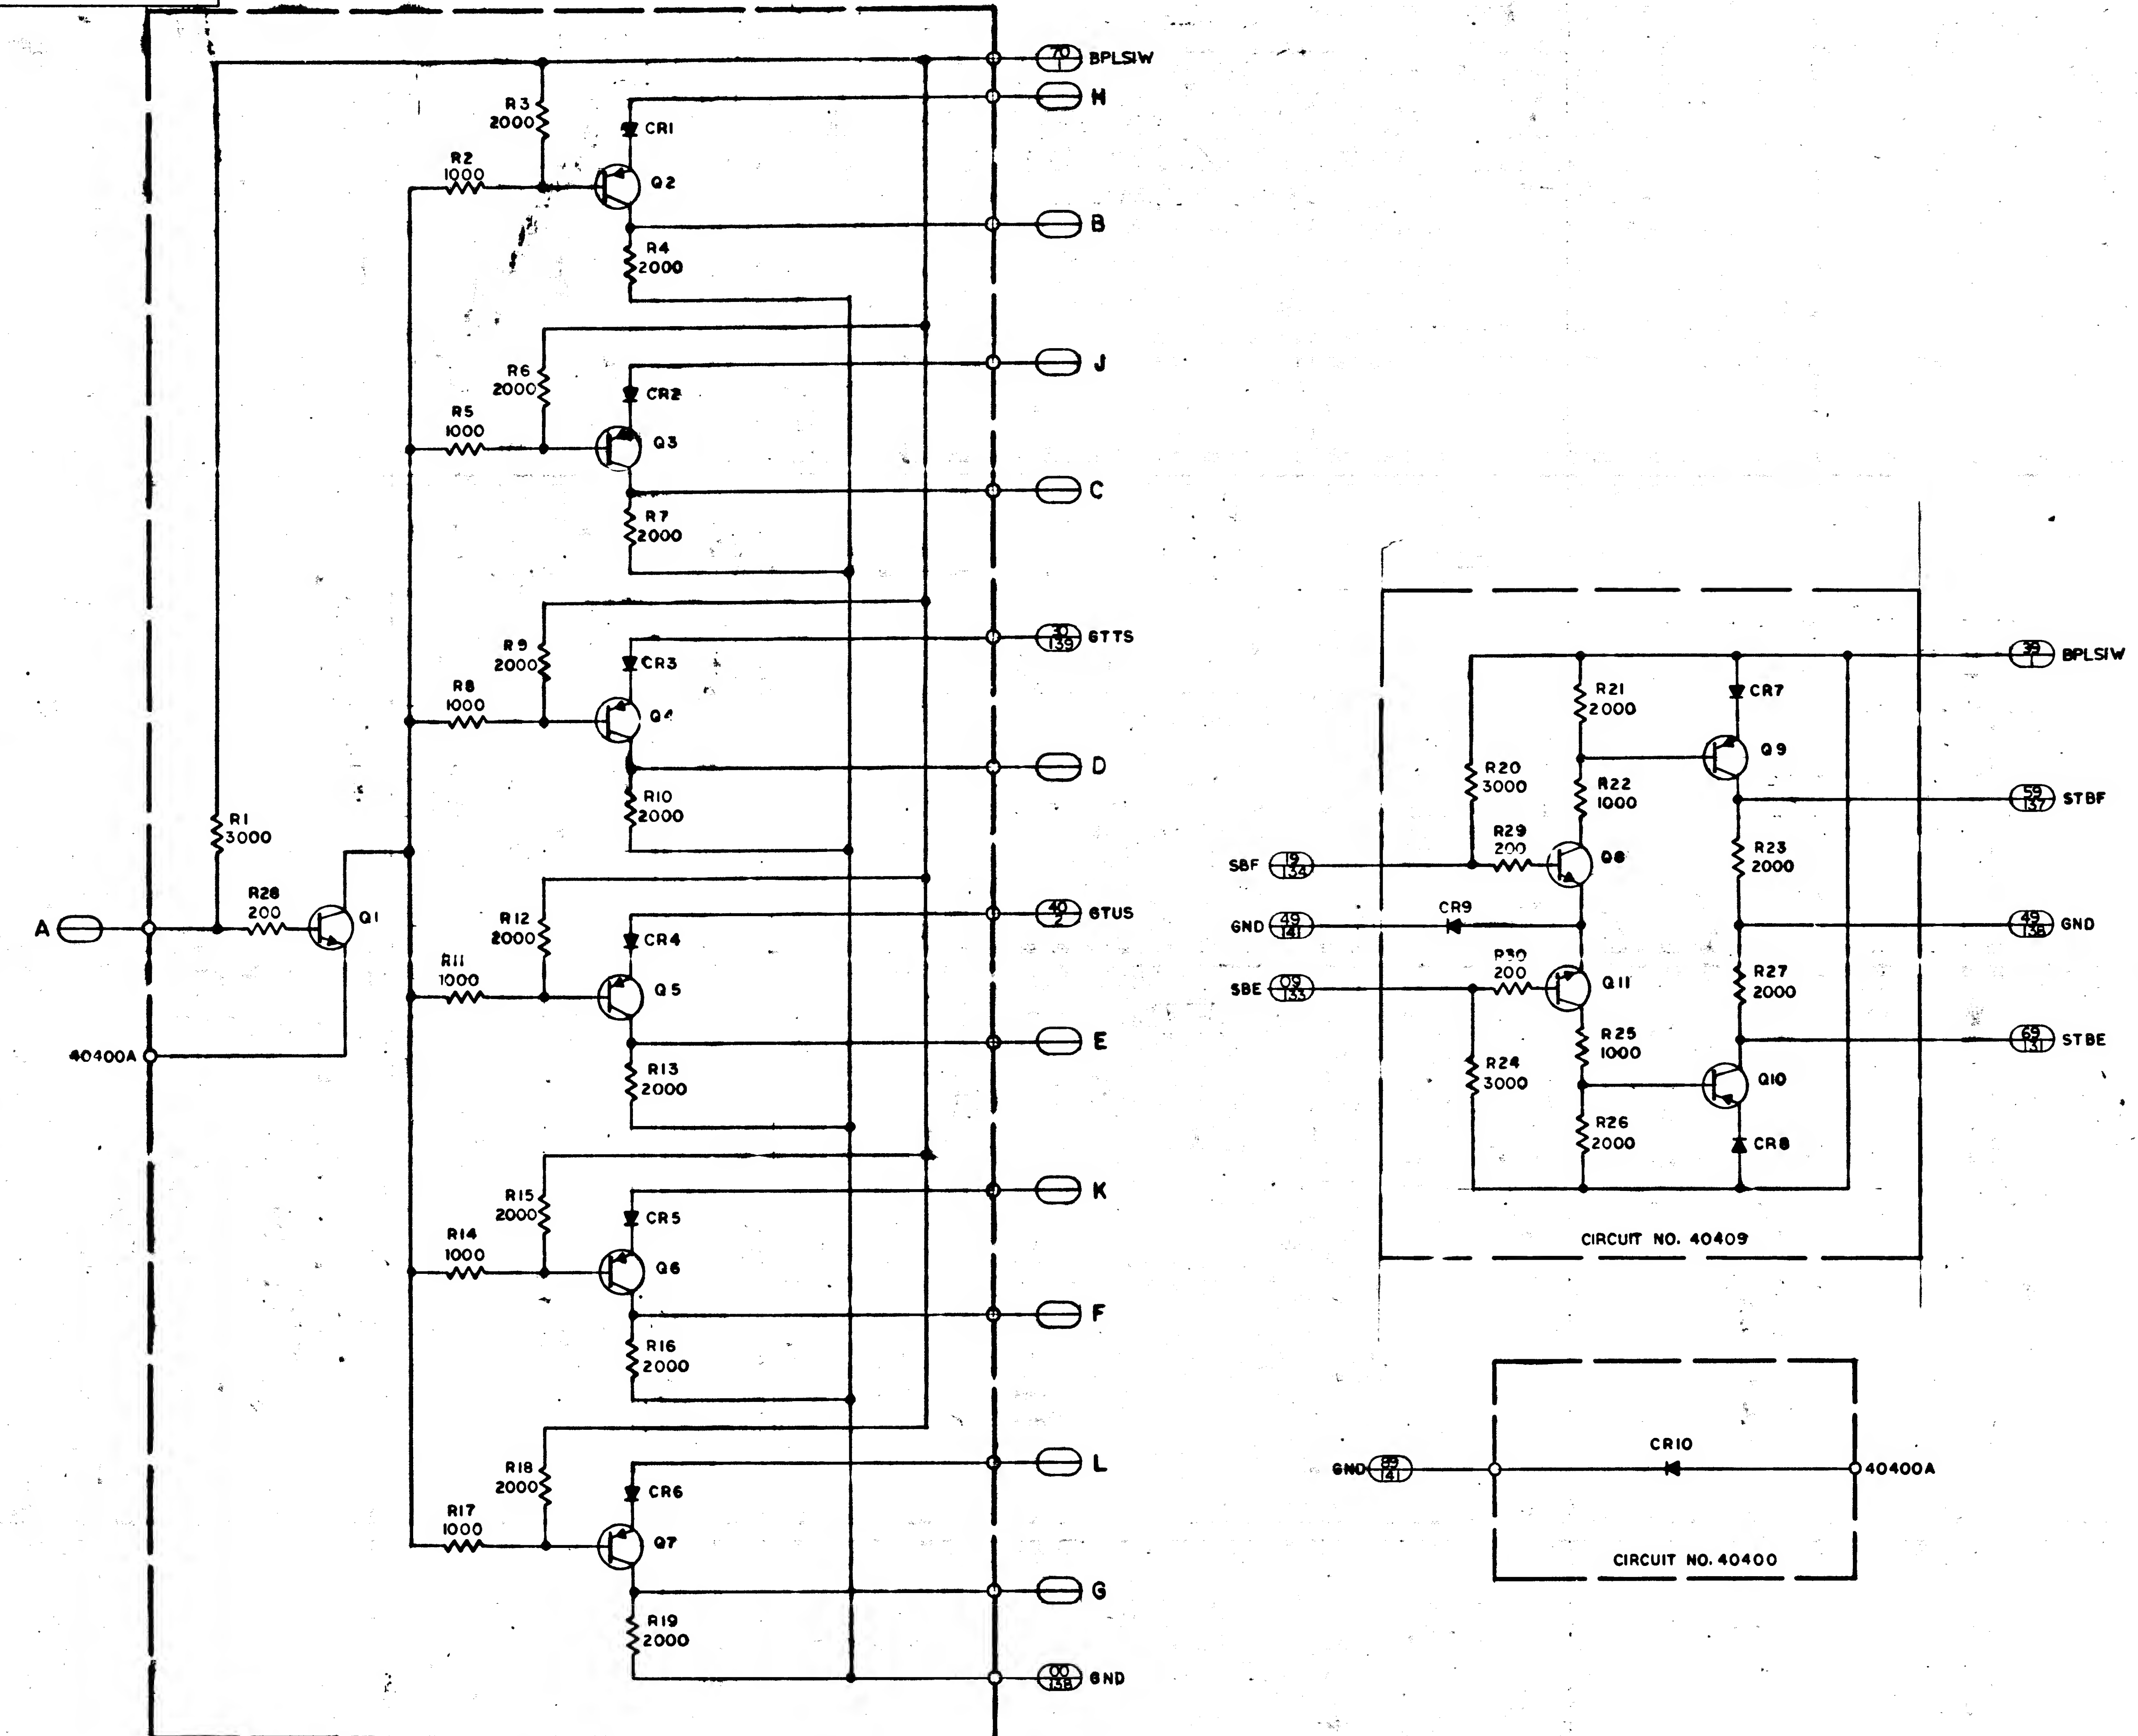 70
1
BPLSIW
H
R3
2000
CR1
R2
1000
Q2
B
R4
2000
J
R6
2000
CR2
R5
1000
Q3
C
R7
2000
30
139
GTTS
R9
2000
CR3
R8
1000
Q4
D
R10
2000
R1
3000
R28
200
Q1
A
40400A
40
2
GTUS
R12
2000
CR4
R11
1000
Q5
E
R13
2000
K
R15
2000
CR5
R14
1000
Q6
F
R16
2000
L
R18
2000
CR6
R17
1000
Q7
G
R19
2000
00
138
GND
39
1
BPLSIW
R21
2000
CR7
Q9
R20
3000
R22
1000
59
137
STBF
R29
200
SBF
19
134
Q8
R23
2000
CR9
GND
49
141
49
138
GND
R30
200
SBE
09
133
Q11
R27
2000
R25
1000
69
131
STBE
R24
3000
Q10
R26
2000
CR8
CIRCUIT NO. 40409
CR10
GND
89
141
40400A
CIRCUIT NO. 40400